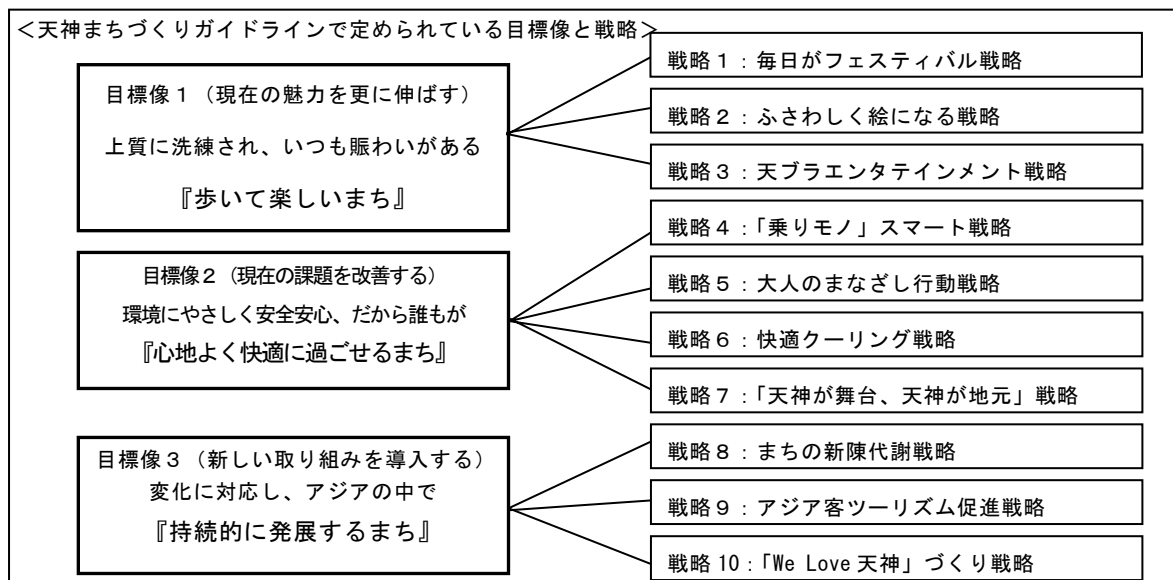 ＜天神まちづくりガイドラインで定められている目標像と戦略＞
目標像１（現在の魅力を更に伸ばす）
上質に洗練され、いつも賑わいがある
『歩いて楽しいまち』
戦略１：毎日がフェスティバル戦略
戦略２：ふさわしく絵になる戦略
戦略３：天ブラエンタテインメント戦略
目標像２（現在の課題を改善する）
環境にやさしく安全安心、だから誰もが
『心地よく快適に過ごせるまち』
戦略４：「乗りモノ」スマート戦略
戦略５：大人のまなざし行動戦略
戦略６：快適クーリング戦略
戦略７：「天神が舞台、天神が地元」戦略
目標像３（新しい取り組みを導入する）
変化に対応し、アジアの中で
『持続的に発展するまち』
戦略８：まちの新陳代謝戦略
戦略９：アジア客ツーリズム促進戦略
戦略10：「We Love 天神」づくり戦略